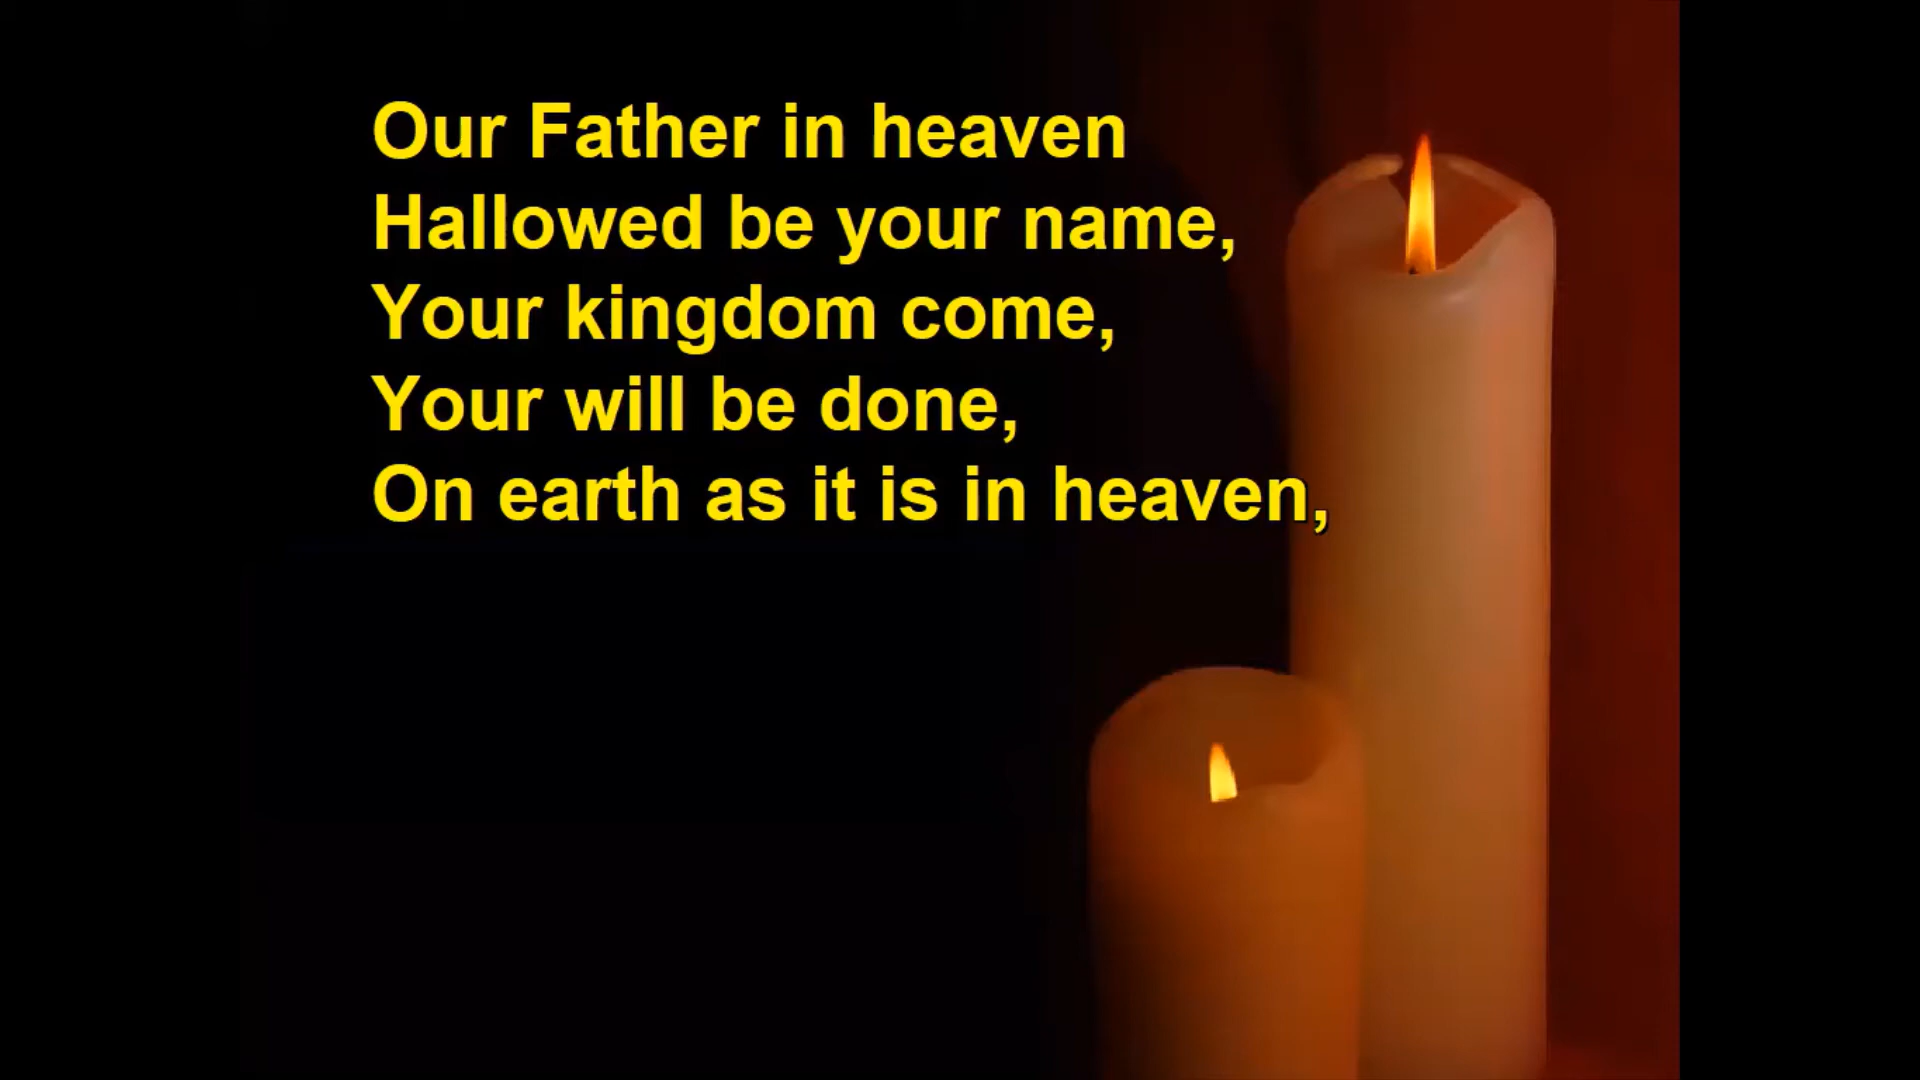 Our Father in heaven
Hallowed be your name,
Your kingdom come,
Your will be done,
On earth as it is in heaven,